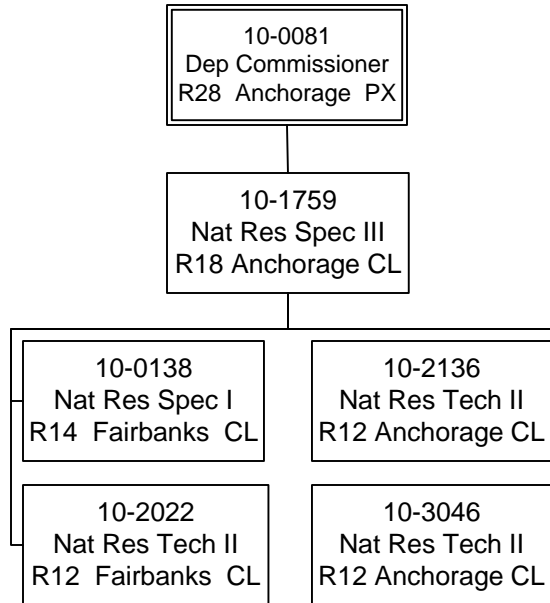 10-0081
Dep Commissioner
R28 Anchorage PX
10-1759
Nat Res Spec III
R18 Anchorage CL
10-0138
Nat Res Spec I
R14 Fairbanks CL
10-2136
Nat Res Tech II
R12 Anchorage CL
10-2022
Nat Res Tech II
R12 Fairbanks CL
10-3046
Nat Res Tech II
R12 Anchorage CL